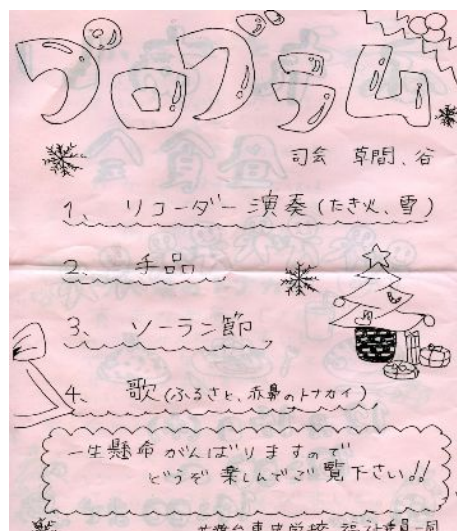 プログラム
司会 草間、谷
1、リコーダー演奏(たき火、雪)
2、手品
3、ソーラン節
4、歌(ふるさと、赤鼻のトナカイ)
一生懸命がんばりますので
どうぞ楽しんでご覧下さい!!